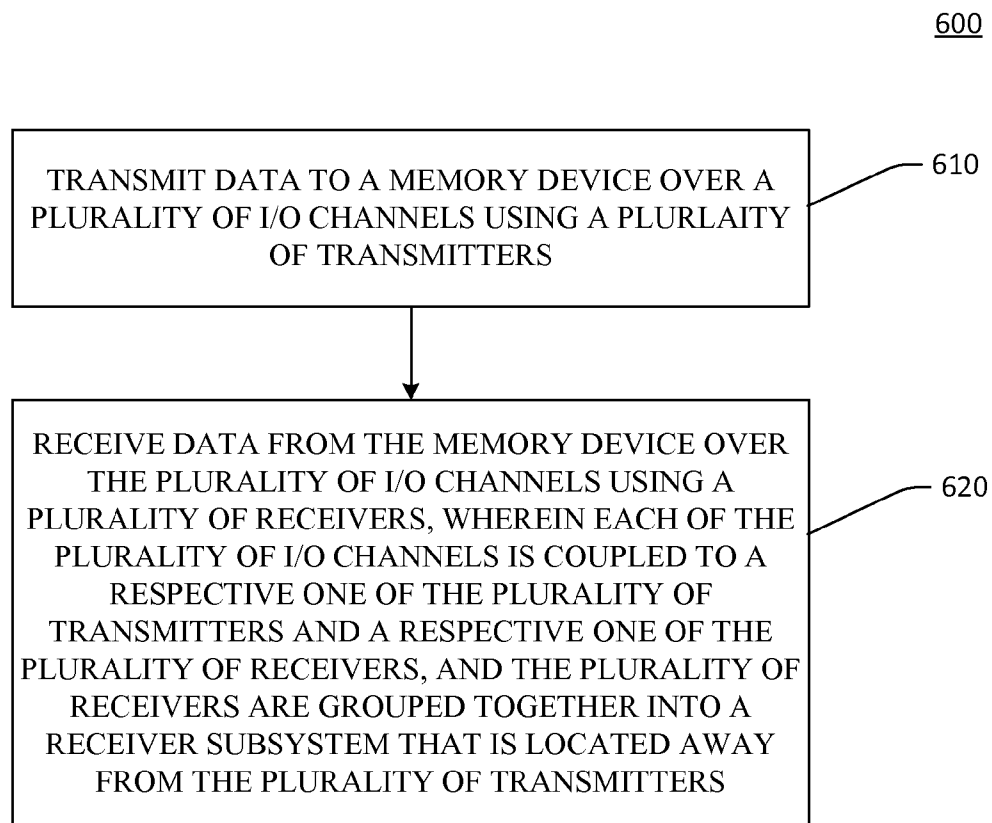 600
TRANSMIT DATA TO A MEMORY DEVICE OVER A
PLURALITY OF I/O CHANNELS USING A PLURLAITY
OF TRANSMITTERS
610
RECEIVE DATA FROM THE MEMORY DEVICE OVER
THE PLURALITY OF I/O CHANNELS USING A
PLURALITY OF RECEIVERS, WHEREIN EACH OF THE
PLURALITY OF I/O CHANNELS IS COUPLED TO A
RESPECTIVE ONE OF THE PLURALITY OF
TRANSMITTERS AND A RESPECTIVE ONE OF THE
PLURALITY OF RECEIVERS, AND THE PLURALITY OF
RECEIVERS ARE GROUPED TOGETHER INTO A
RECEIVER SUBSYSTEM THAT IS LOCATED AWAY
FROM THE PLURALITY OF TRANSMITTERS
620